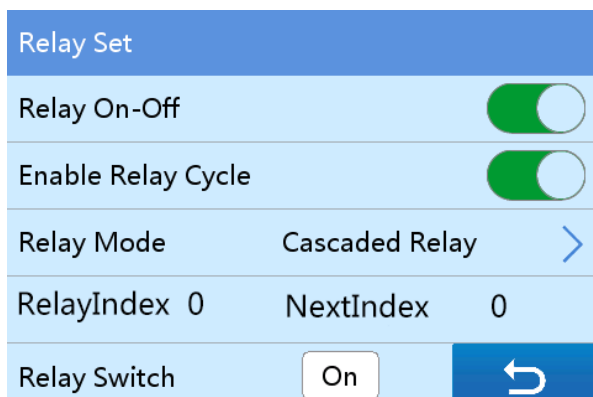 Relay Set
Relay On-Off
Enable Relay Cycle
Relay Mode Cascaded Relay
RelayIndex 0 NextIndex 0
Relay Switch On